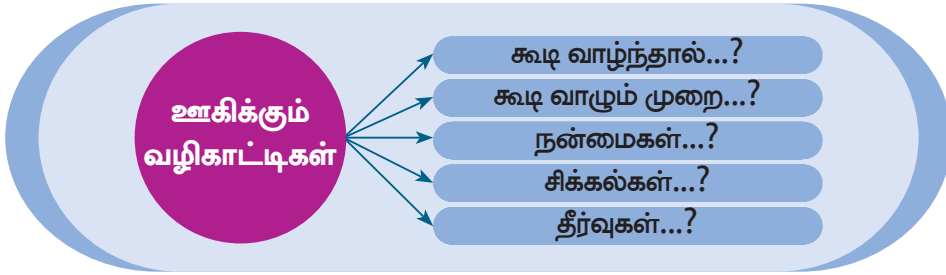 ஊகிக்கும்
வழிகாட்டிகள்
கூடி வாழ்ந்தால்...?
கூடி வாழும் முறை...?
நன்மைகள்...?
சிக்கல்கள்...?
தீர்வுகள்...?